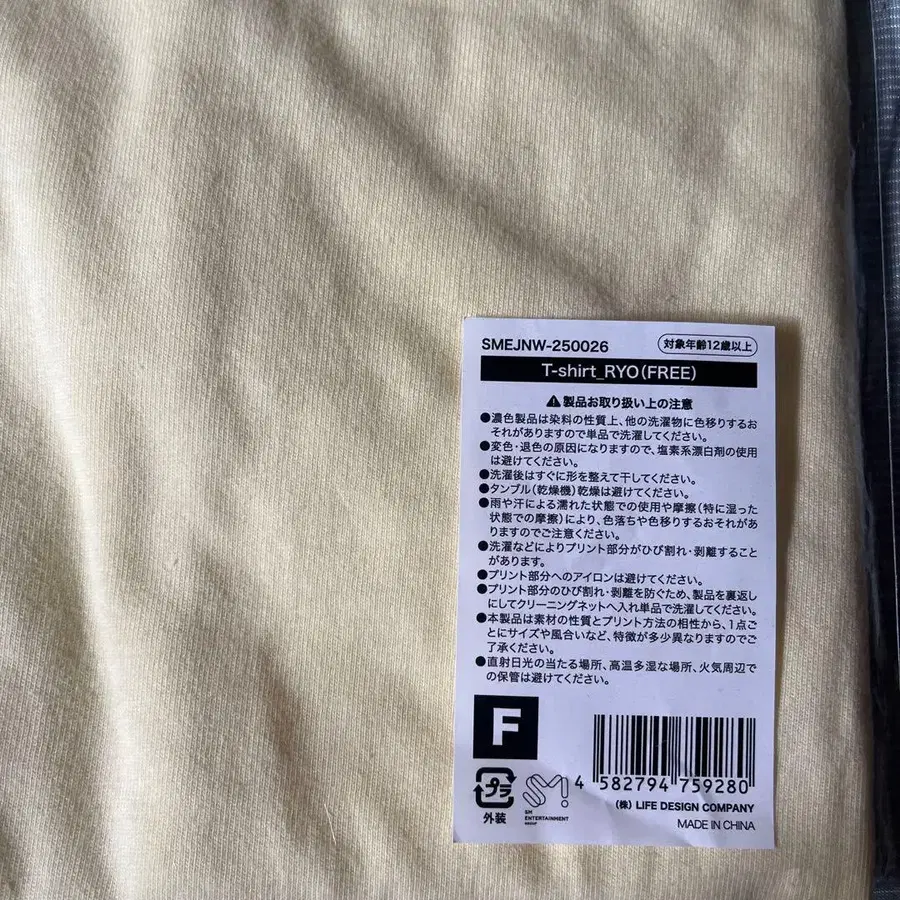 SMEJNW-250026
対象年齢12歳以上
T-shirt_RYO(FREE)
⚠製品お取り扱い上の注意
●濃色製品は染料の性質上、他の洗濯物に色移りするお
それがありますので単品で洗濯してください。
●変色・退色の原因になりますので、塩素系漂白剤の使用
は避けてください。
●洗濯後はすぐに形を整えて干してください。
●タンブル(乾燥機)乾燥は避けてください。
●雨や汗による濡れた状態での使用や摩擦(特に湿った
状態での摩擦)により、色落ちや色移りするおそれがあ
りますのでご注意ください。
●洗濯などによりプリント部分がひび割れ・剥離すること
があります。
●プリント部分へのアイロンは避けてください。
●プリント部分のひび割れ・剥離を防ぐため、製品を裏返
しにしてクリーニングネットへ入れ単品で洗濯してください。
●本製品は素材の性質とプリント方法の相性から、1点ご
とにサイズや風合いなど、特徴が多少異なりますのでご
了承ください。
●直射日光の当たる場所、高温多湿な場所、火気周辺で
の保管は避けてください。
F
プラ
外装
SM!
SM
ENTERTAINMENT
GROUP
4 582794 759280
(株) LIFE DESIGN COMPANY
MADE IN CHINA